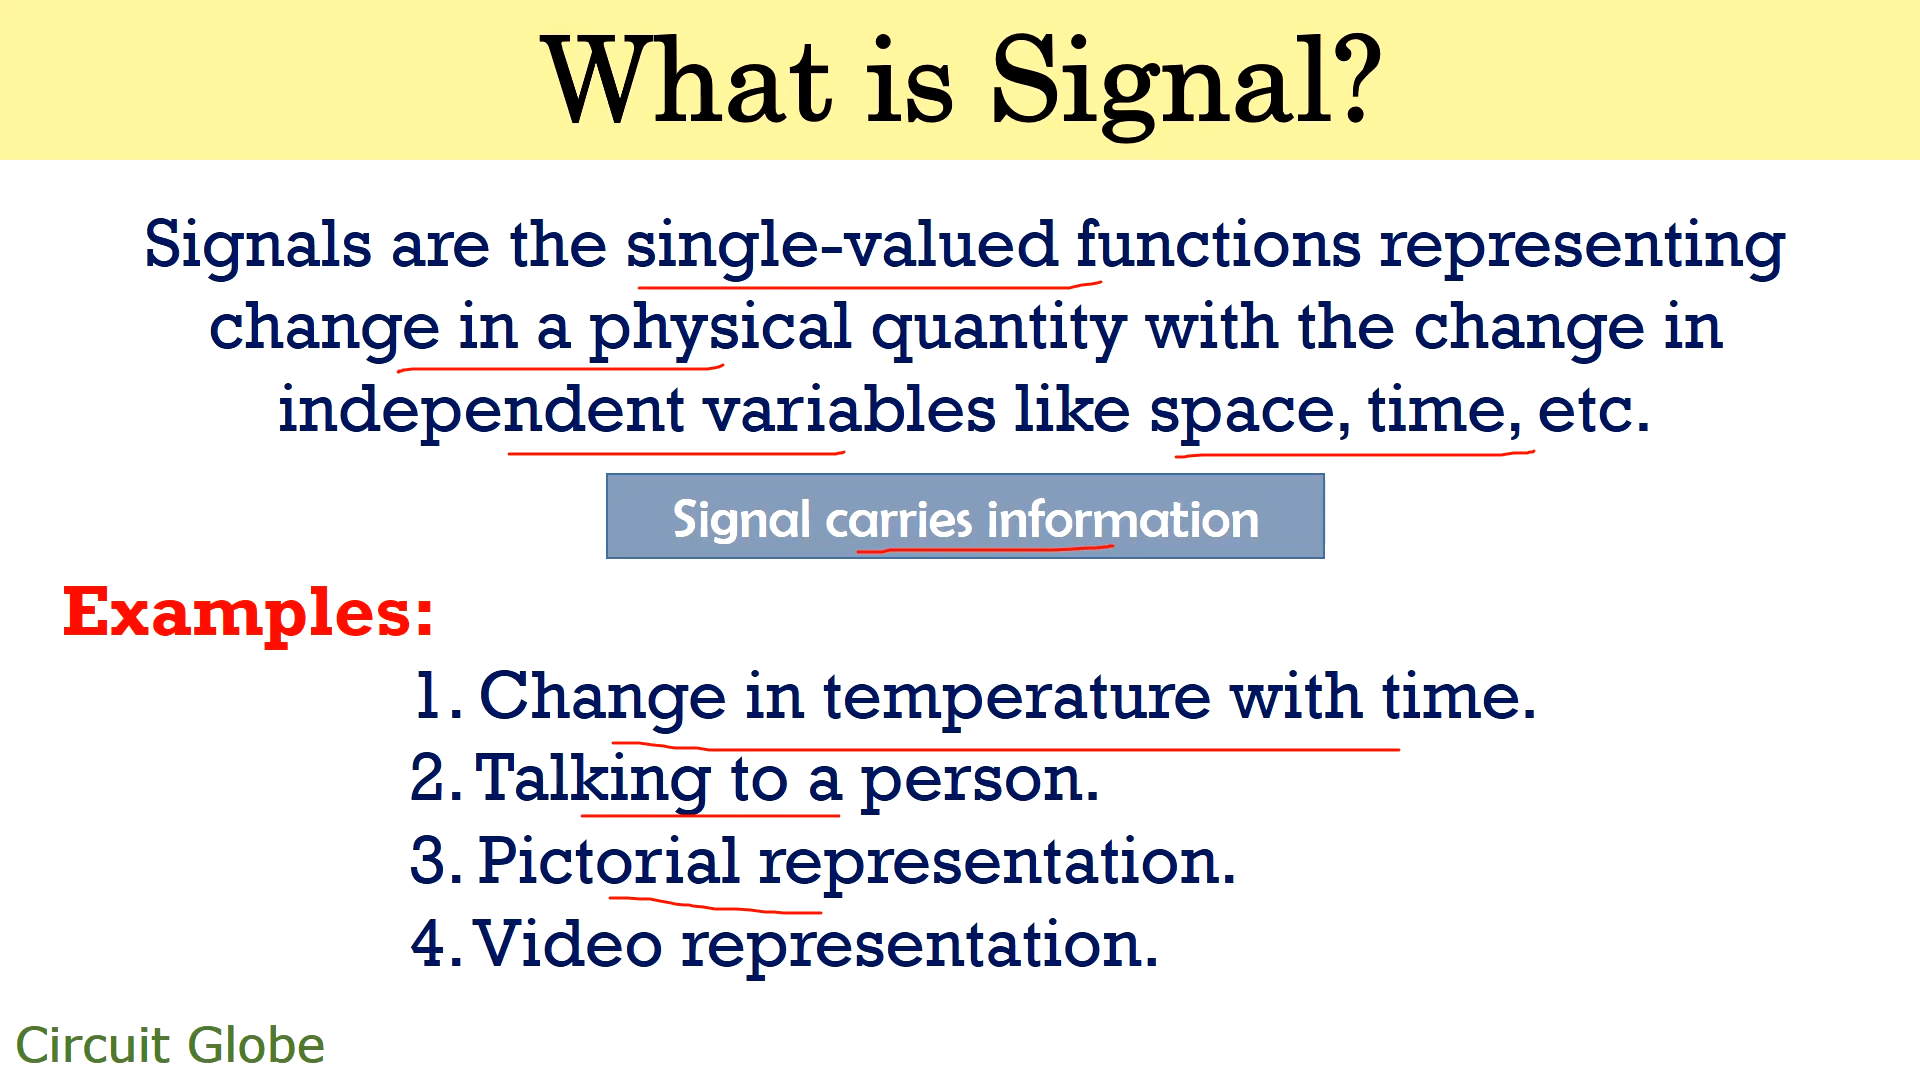 What is Signal?
Signals are the single-valued functions representing
change in a physical quantity with the change in
independent variables like space, time, etc.
Signal carries information
Examples:
1. Change in temperature with time.
2. Talking to a person.
3. Pictorial representation.
4. Video representation.
Circuit Globe